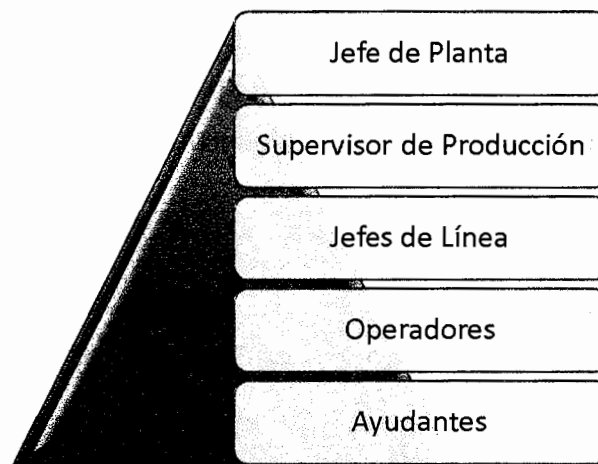 Jefe de Planta
Supervisor de Producción
Jefes de Línea
Operadores
Ayudantes